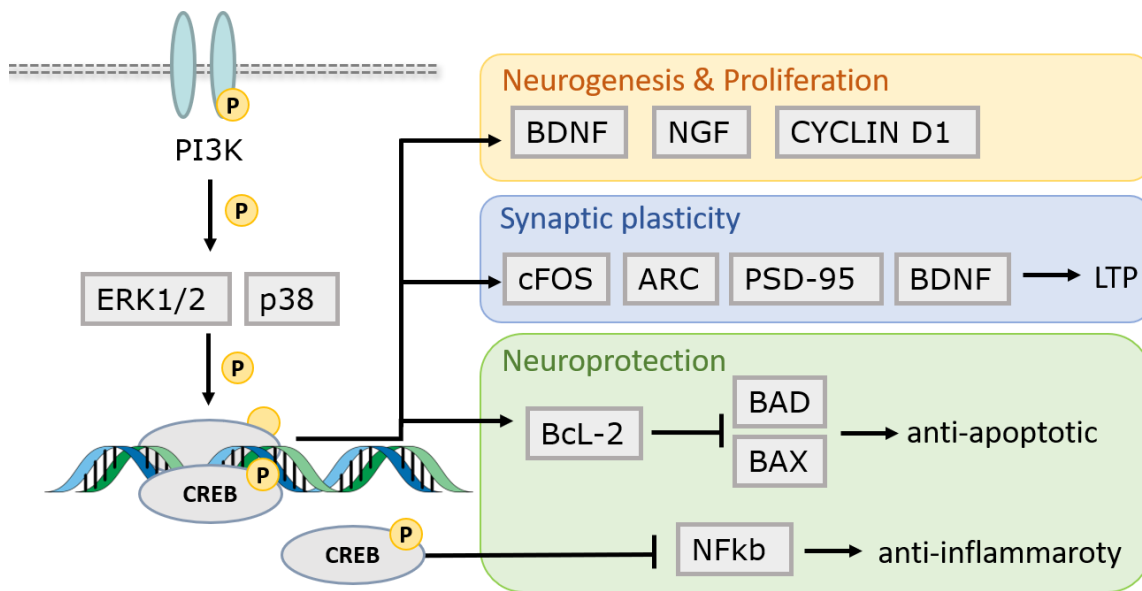 P
PI3K
P
ERK1/2 p38
P
P
CREB
P
CREB
Neurogenesis & Proliferation
BDNF NGF CYCLIN D1
Synaptic plasticity
cFOS ARC PSD-95 BDNF LTP
Neuroprotection
BcL-2
BAD
BAX
anti-apoptotic
NFkb
anti-inflammaroty